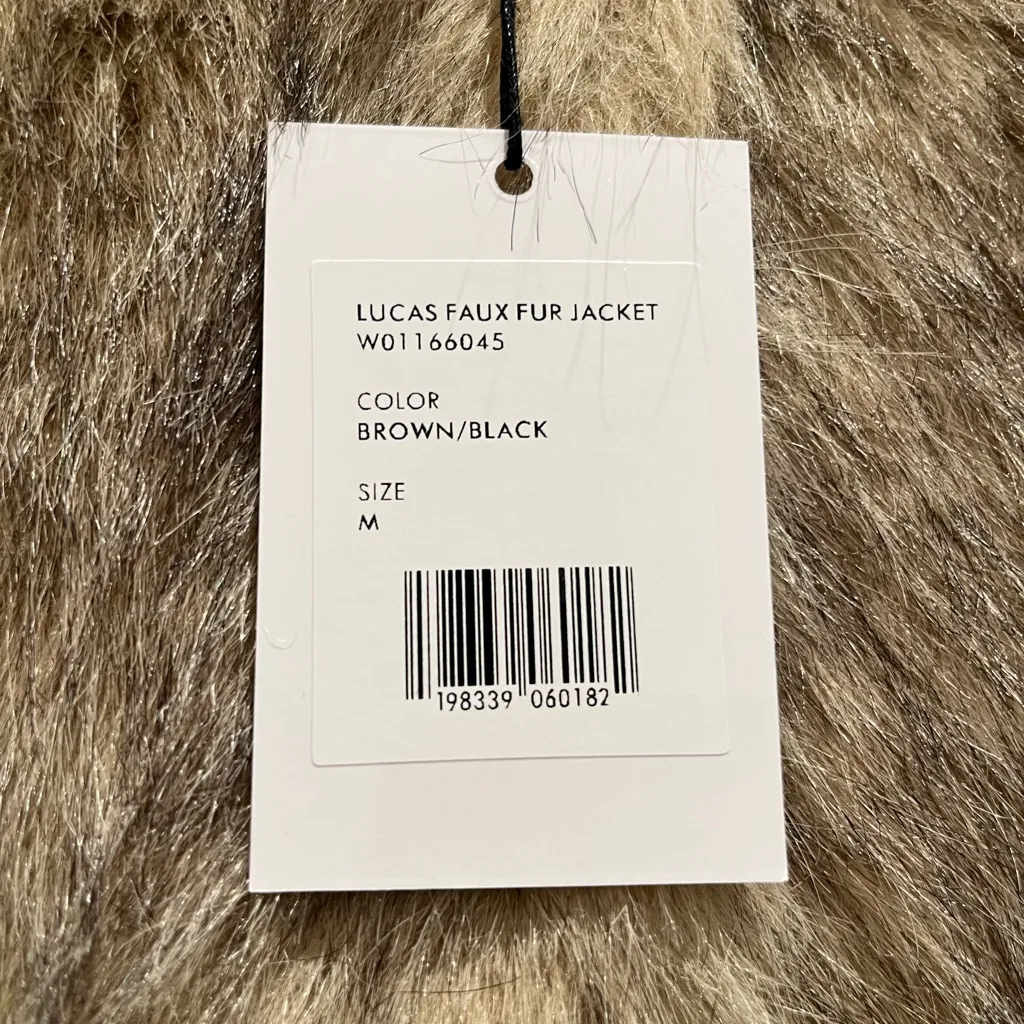 LUCAS FAUX FUR JACKET
W01166045
COLOR
BROWN/BLACK
SIZE
M
198339 060182